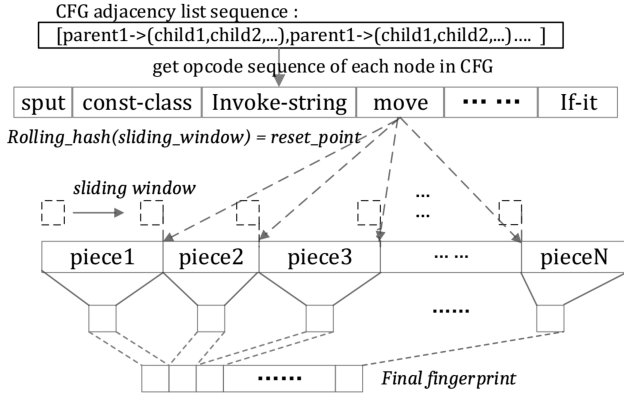 CFG adjacency list sequence :
[parent1->(child1,child2,...),parent1->(child1,child2,...).... ]
get opcode sequence of each node in CFG
sput const-class Invoke-string move ... ... If-it
Rolling_hash(sliding_window) = reset_point
sliding window
...
...
piece1 piece2 piece3 ... ... pieceN
......
......
Final fingerprint